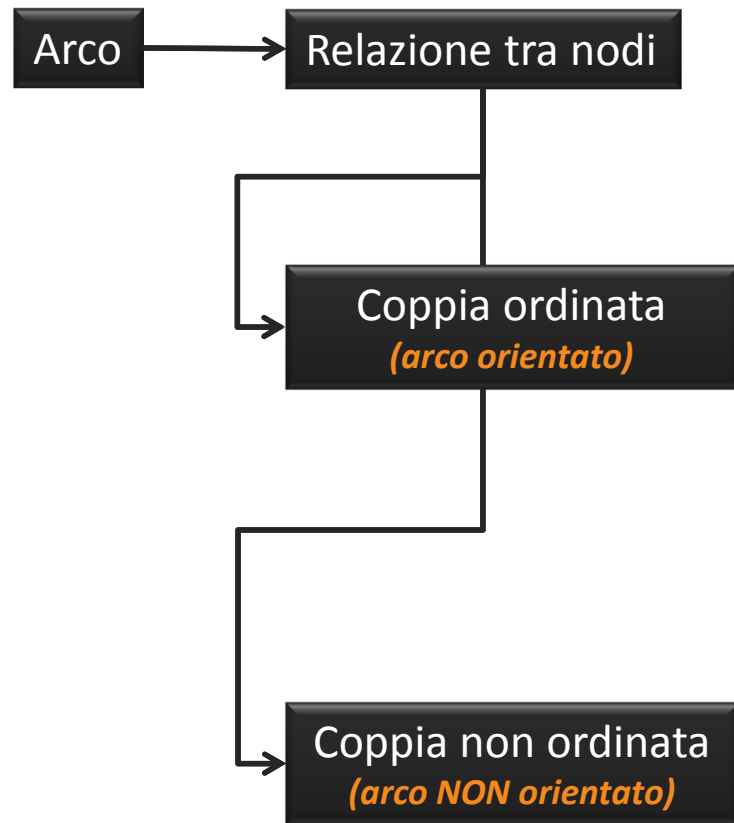 Arco
Relazione tra nodi
Coppia ordinata
(arco orientato)
Coppia non ordinata
(arco NON orientato)